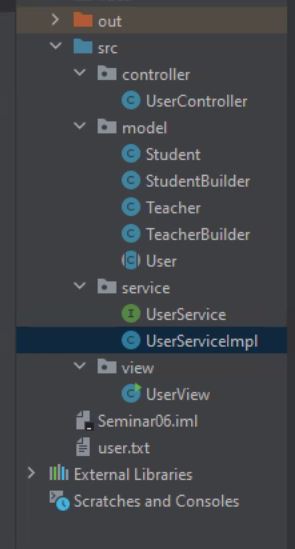 out
src
controller
UserController
model
Student
StudentBuilder
Teacher
TeacherBuilder
User
service
UserService
UserServiceImpl
view
UserView
Seminar06.iml
user.txt
External Libraries
Scratches and Consoles